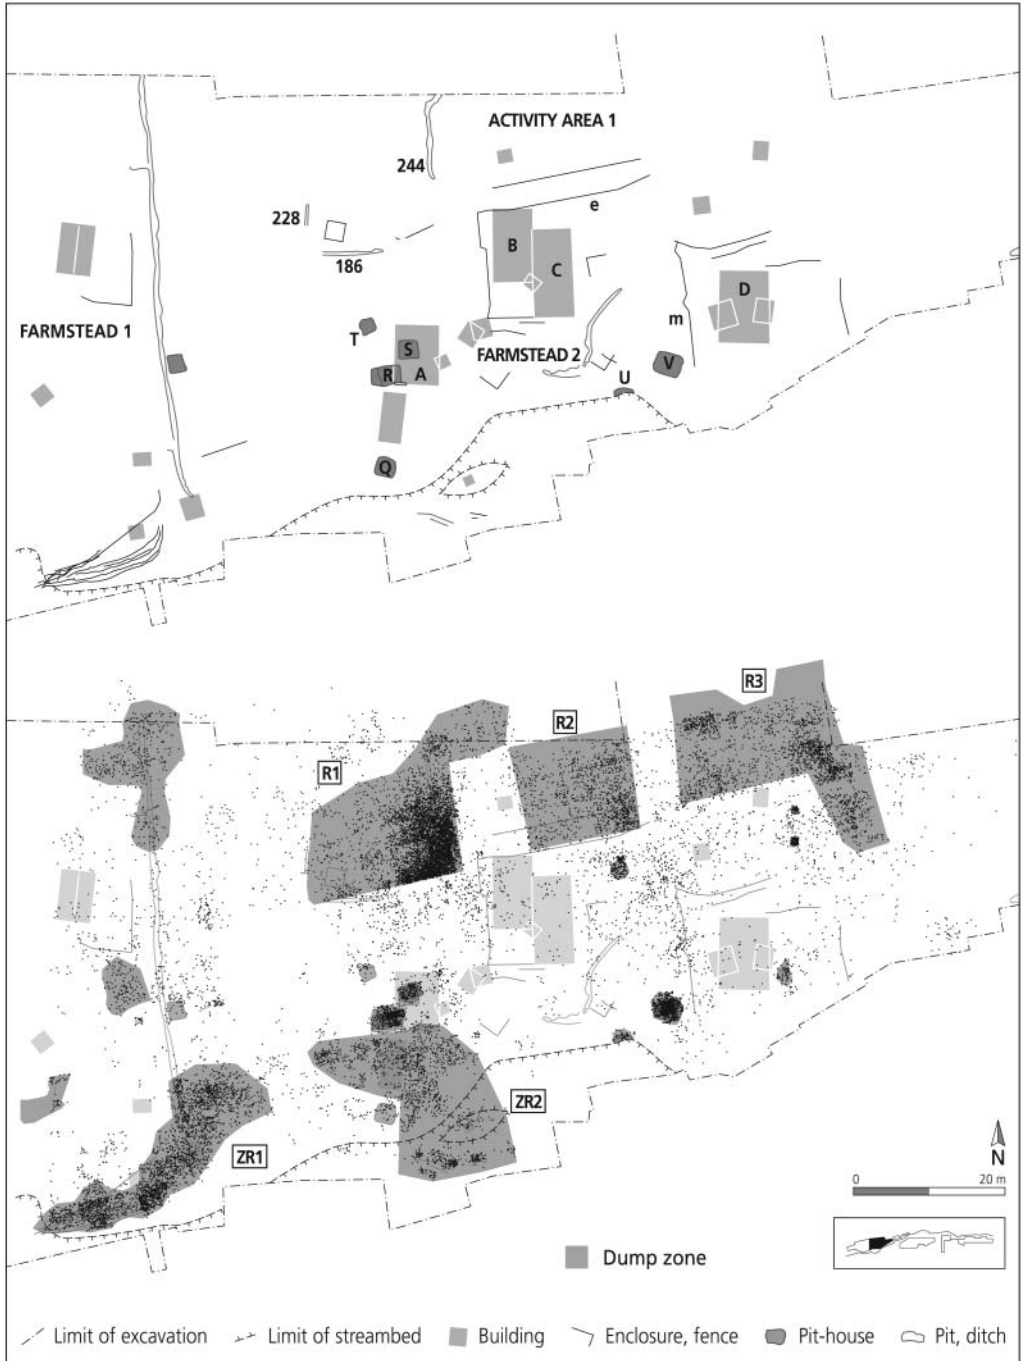 ACTIVITY AREA 1
244
228
e
B
186
C
D
FARMSTEAD 1
m
T
S
FARMSTEAD 2
R
A
V
U
Q
R3
R2
R1
ZR2
N
ZR1
0 20 m
Dump zone
Limit of excavation Limit of streambed Building Enclosure, fence Pit-house Pit, ditch